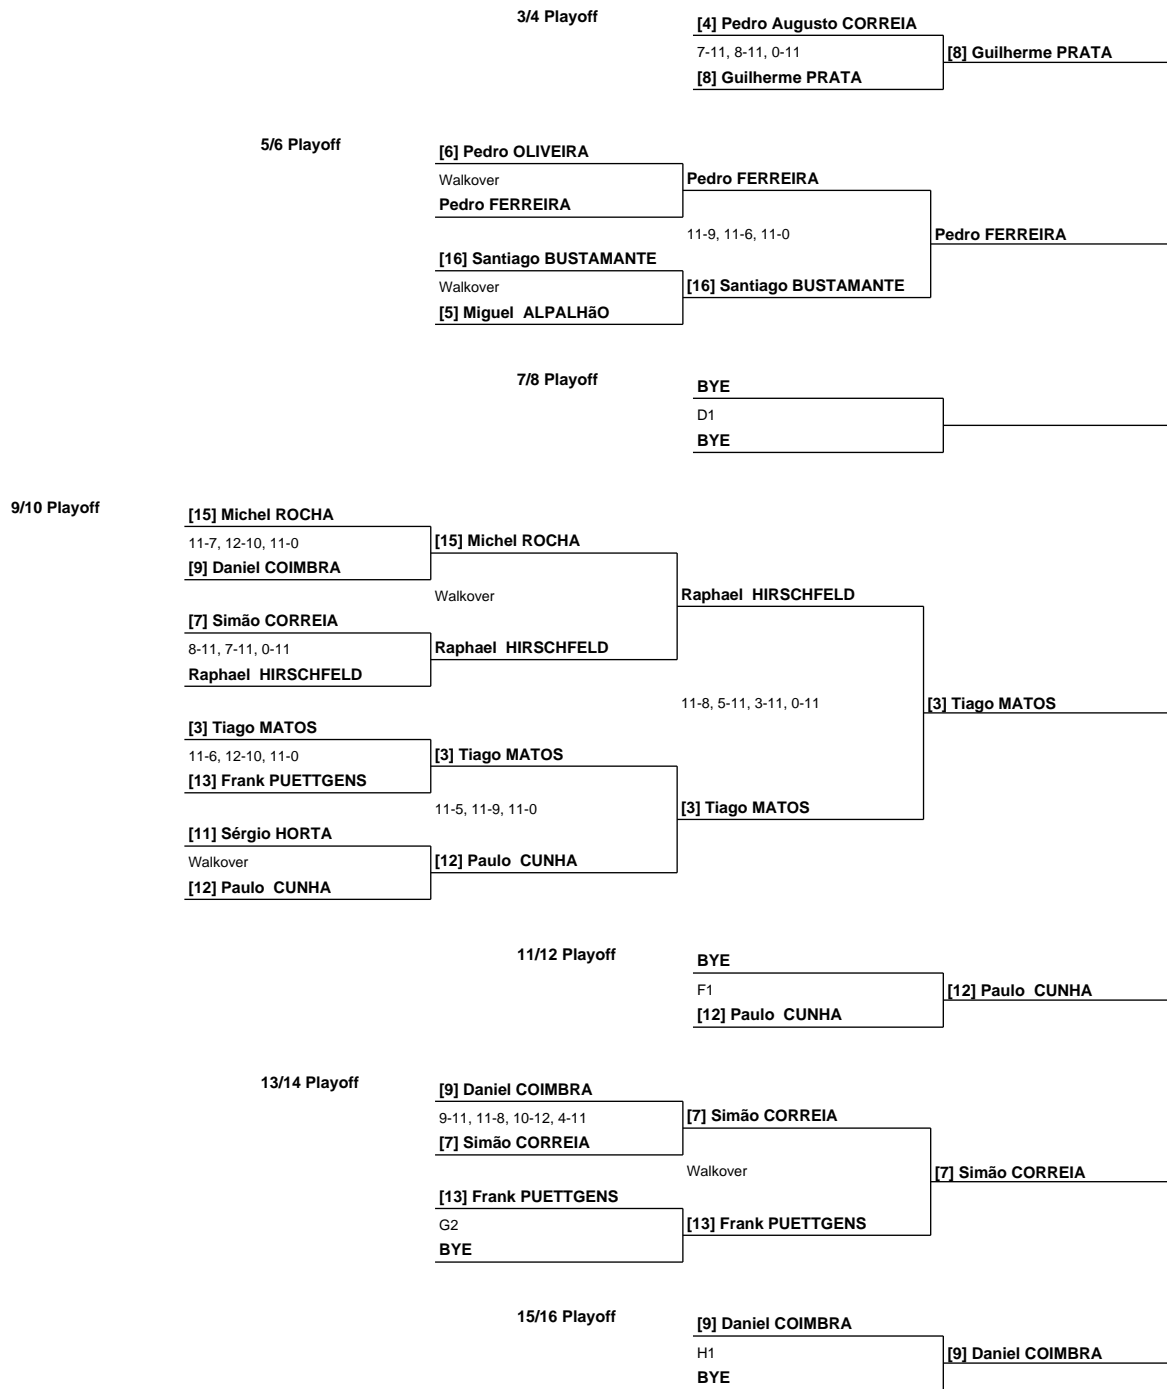 3/4 Playoff
[4] Pedro Augusto CORREIA
7-11, 8-11, 0-11
[8] Guilherme PRATA
[8] Guilherme PRATA
5/6 Playoff
[6] Pedro OLIVEIRA
Walkover
Pedro FERREIRA
Pedro FERREIRA
11-9, 11-6, 11-0
Pedro FERREIRA
[16] Santiago BUSTAMANTE
Walkover
[16] Santiago BUSTAMANTE
[5] Miguel ALPALHãO
7/8 Playoff
BYE
D1
BYE
9/10 Playoff
[15] Michel ROCHA
11-7, 12-10, 11-0
[15] Michel ROCHA
[9] Daniel COIMBRA
Walkover
Raphael HIRSCHFELD
[7] Simão CORREIA
8-11, 7-11, 0-11
Raphael HIRSCHFELD
Raphael HIRSCHFELD
11-8, 5-11, 3-11, 0-11
[3] Tiago MATOS
[3] Tiago MATOS
11-6, 12-10, 11-0
[3] Tiago MATOS
[13] Frank PUETTGENS
11-5, 11-9, 11-0
[3] Tiago MATOS
[11] Sérgio HORTA
Walkover
[12] Paulo CUNHA
[12] Paulo CUNHA
11/12 Playoff
BYE
F1
[12] Paulo CUNHA
[12] Paulo CUNHA
13/14 Playoff
[9] Daniel COIMBRA
9-11, 11-8, 10-12, 4-11
[7] Simão CORREIA
[7] Simão CORREIA
Walkover
[7] Simão CORREIA
[13] Frank PUETTGENS
G2
[13] Frank PUETTGENS
BYE
15/16 Playoff
[9] Daniel COIMBRA
H1
[9] Daniel COIMBRA
BYE